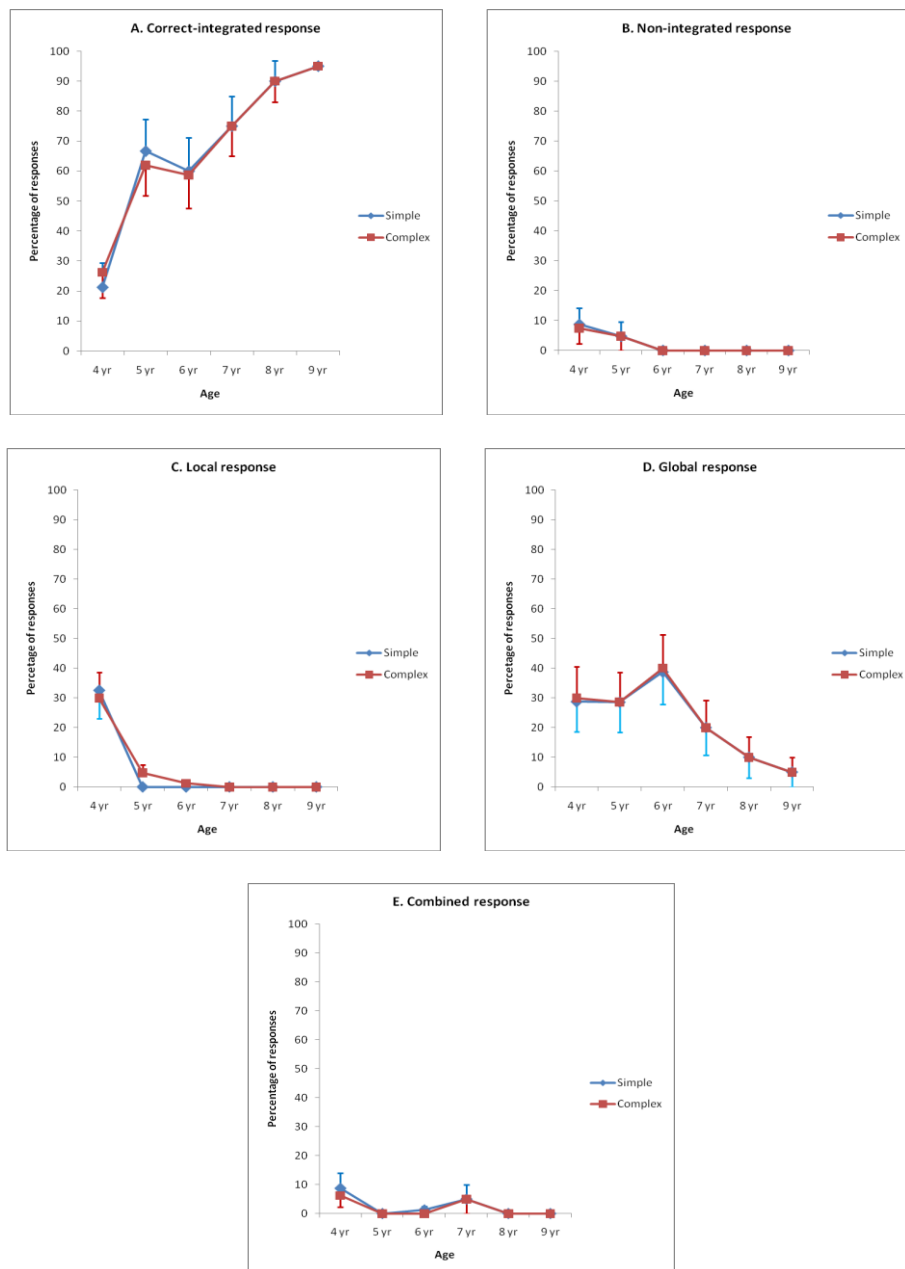 A. Correct-integrated response
Percentage of responses
100
90
80
70
60
50
40
30
20
10
0
4 yr 5 yr 6 yr 7 yr 8 yr 9 yr
Age
Simple
Complex
B. Non-integrated response
Percentage of responses
100
90
80
70
60
50
40
30
20
10
0
4 yr 5 yr 6 yr 7 yr 8 yr 9 yr
Age
Simple
Complex
C. Local response
Percetage of responses
100
90
80
70
60
50
40
30
20
10
0
4 yr 5 yr 6 yr 7 yr 8 yr 9 yr
Age
Simple
Complex
D. Global response
Percentage of responses
100
90
80
70
60
50
40
30
20
10
0
4 yr 5 yr 6 yr 7 yr 8 yr 9 yr
Age
Simple
Complex
E. Combined response
Percentage of responses
100
90
80
70
60
50
40
30
20
10
0
4 yr 5 yr 6 yr 7 yr 8 yr 9 yr
Age
Simple
Complex